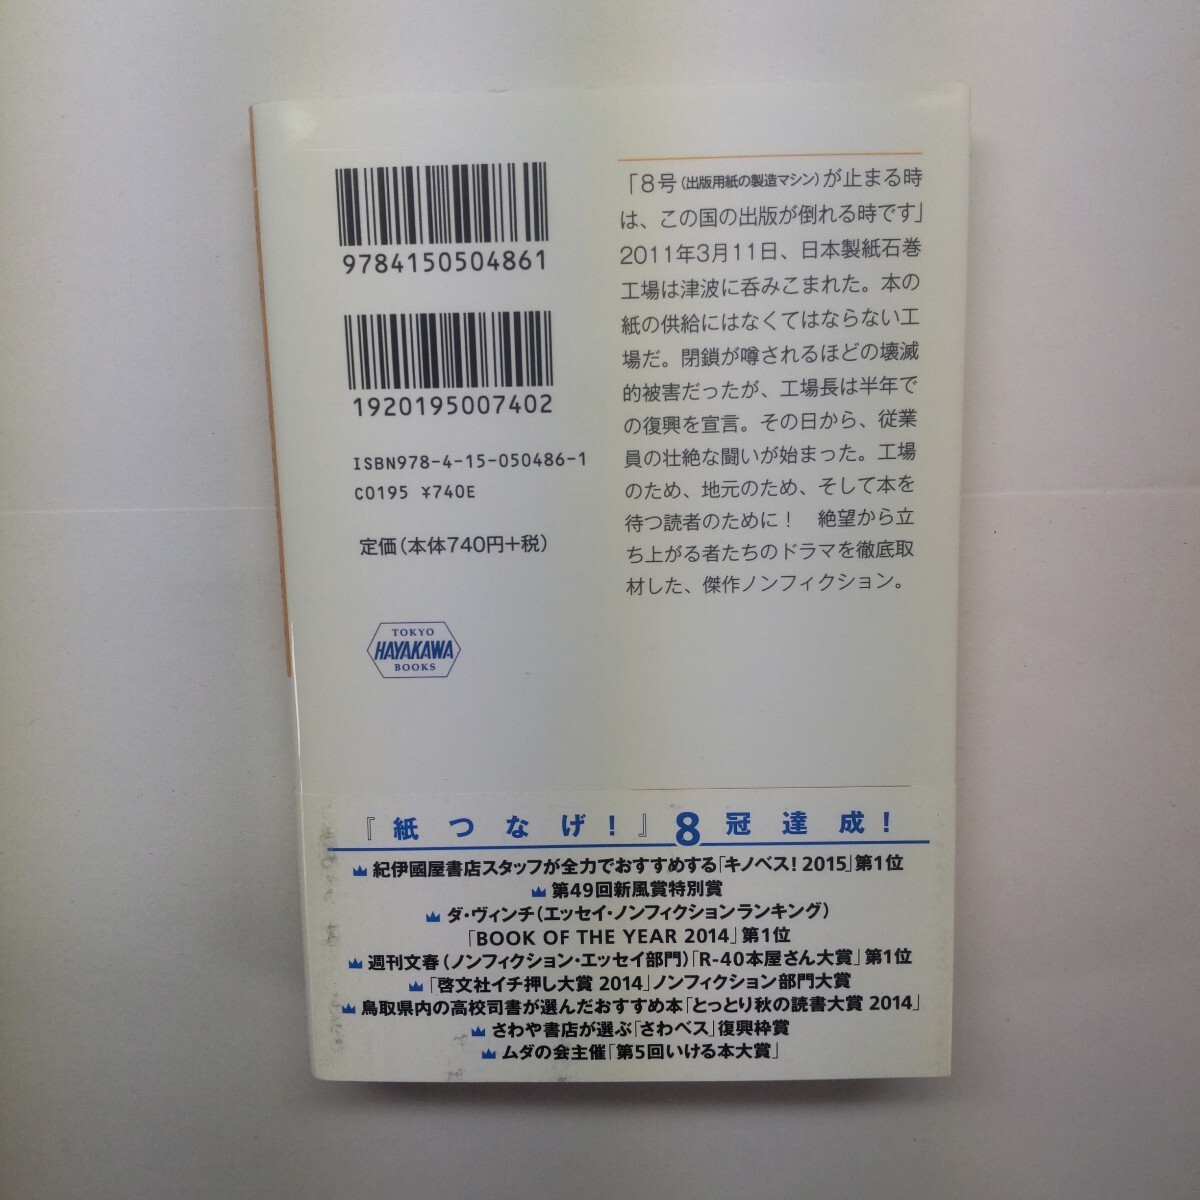 9784150504861
1920195007402
ISBN978-4-15-050486-1
C0195 ¥740E
定価(本体740円+税)
TOKYO
HAYAKAWA
BOOKS
「8号(出版用紙の製造マシン)が止まる時
は、この国の出版が倒れる時です」
2011年3月11日、日本製紙石巻
工場は津波に呑みこまれた。本の
紙の供給にはなくてはならない工
場だ。閉鎖が噂されるほどの壊滅
的被害だったが、工場長は半年で
の復興を宣言。その日から、従業
員の壮絶な闘いが始まった。工場
のため、地元のため、そして本を
待つ読者のために! 絶望から立
ち上がる者たちのドラマを徹底取
材した、傑作ノンフィクション。
『紙つなげ!』8冠達成!
紀伊國屋書店スタッフが全力でおすすめする「キノベス!2015」第1位
第49回新風賞特別賞
ダ・ヴィンチ(エッセイ・ノンフィクションランキング)
「BOOK OF THE YEAR 2014」第1位
週刊文春(ノンフィクション・エッセイ部門)「R-40本屋さん大賞」第1位
「啓文社イチ押し大賞 2014」ノンフィクション部門大賞
鳥取県内の高校司書が選んだおすすめ本「とっとり秋の読書大賞 2014」
さわや書店が選ぶ「さわベス」復興枠賞
ムダの会主催「第5回いける本大賞」